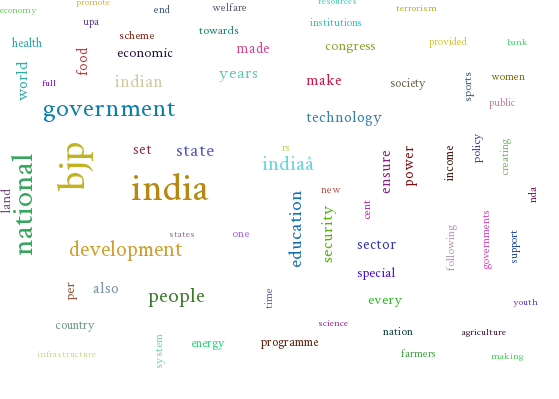 promote
resources
economy
end
welfare
terrorism
upa
institutions
scheme
towards
health
provided
bank
economic
made
congress
food
world
full
indian
years
make
society
sports
women
public
government
technology
set
state
rs
indiaâ
ensure
power
income
policy
creating
bjp
national
india
land
education
new
cent
nda
security
states
one
development
sector
following
governments
support
special
per
also
people
time
every
youth
country
science
nation
agriculture
system
energy
programme
infrastructure
farmers
making